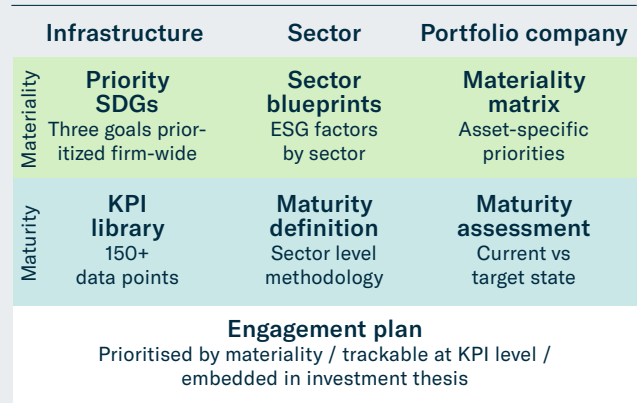 Infrastructure
Sector
Portfolio company
Materiality
Priority
SDGs
Three goals prior-
itized firm-wide
Sector
blueprints
ESG factors
by sector
Materiality
matrix
Asset-specific
priorities
Maturity
KPI
library
150+
data points
Maturity
definition
Sector level
methodology
Maturity
assessment
Current vs
target state
Engagement plan
Prioritised by materiality / trackable at KPI level /
embedded in investment thesis